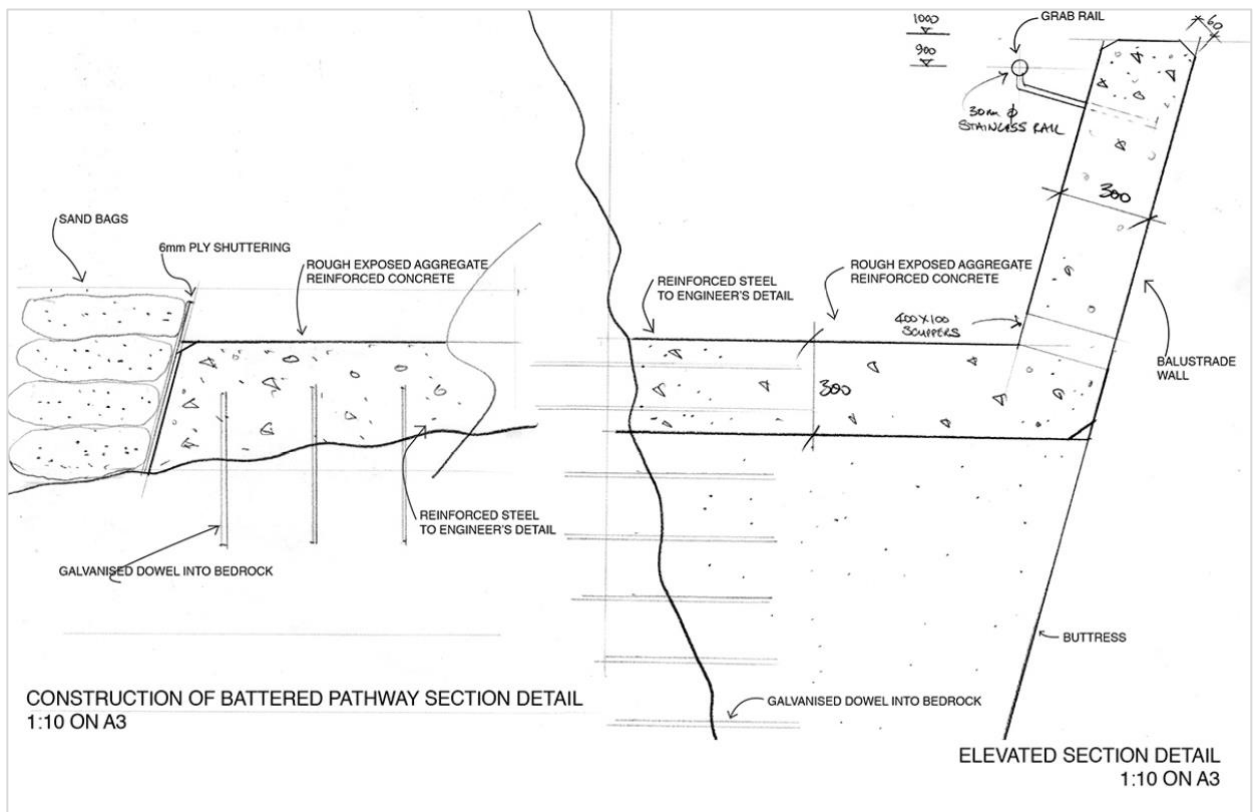 SAND BAGS
6mm PLY SHUTTERING
ROUGH EXPOSED AGGREGATE
REINFORCED CONCRETE
REINFORCED STEEL
TO ENGINEER'S DETAIL
GALVANISED DOWEL INTO BEDROCK
CONSTRUCTION OF BATTERED PATHWAY SECTION DETAIL
1:10 ON A3
1000
900
GRAB RAIL
60
30mm ϕ
STAINLESS RAIL
300
REINFORCED STEEL
TO ENGINEER'S DETAIL
ROUGH EXPOSED AGGREGATE
REINFORCED CONCRETE
400X100
SCUPPERS
300
BALUSTRADE
WALL
BUTTRESS
GALVANISED DOWEL INTO BEDROCK
ELEVATED SECTION DETAIL
1:10 ON A3